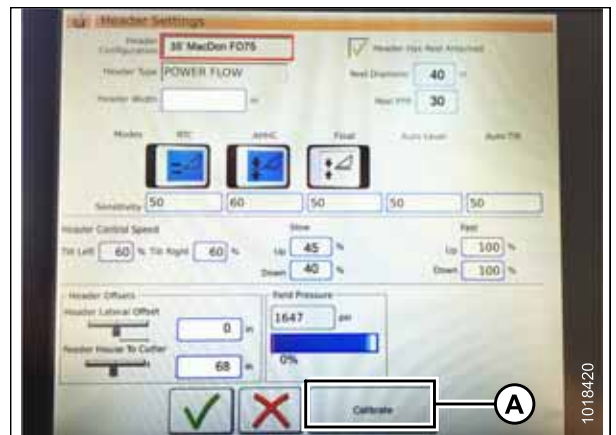 Header Settings
Header Configuration 38' MacDon FD75 Header Has Reel Attached
Header Type POWER FLOW Reel Diameter 40 in
Header Width in Reel PPR 30
Modes RTC AHHC Float Auto Level Auto Tilt
Sensitivity 50 60 50 50 50
Header Control Speed Slow Fast
Tilt Left 60 % Tilt Right 60 % Up 45 % Up 100 %
Down 40 % Down 100 %
Header Offsets Field Pressure
Header Lateral Offset 1647 psi
0 in
Feeder House To Cutter 0%
68 in
Calibrate A
1018420